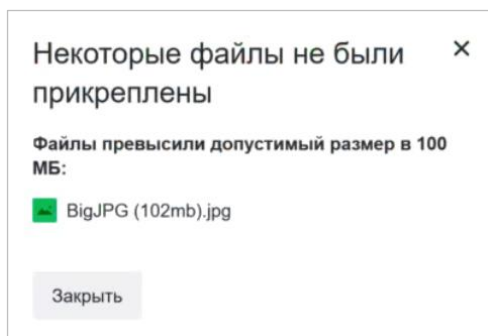 Некоторые файлы не были
прикреплены
Файлы превысили допустимый размер в 100
МБ:
BigJPG (102mb).jpg
Закрыть